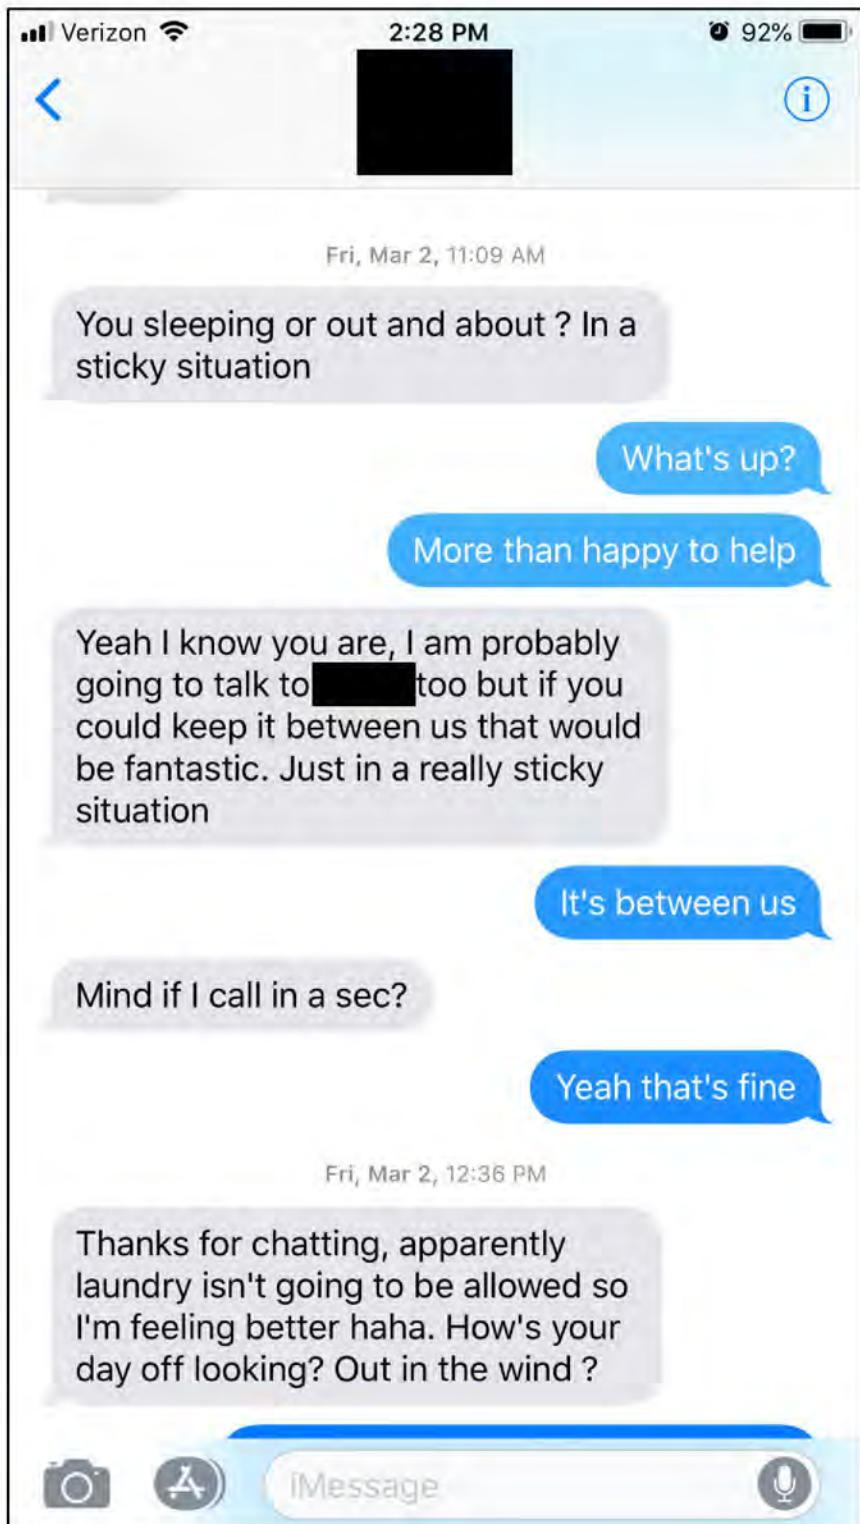 Verizon 2:28 PM 92%
i
Fri, Mar 2, 11:09 AM
You sleeping or out and about ? In a
sticky situation
What's up?
More than happy to help
Yeah I know you are, I am probably
going to talk to too but if you
could keep it between us that would
be fantastic. Just in a really sticky
situation
It's between us
Mind if I call in a sec?
Yeah that's fine
Fri, Mar 2, 12:36 PM
Thanks for chatting, apparently
laundry isn't going to be allowed so
I'm feeling better haha. How's your
day off looking? Out in the wind ?
iMessage